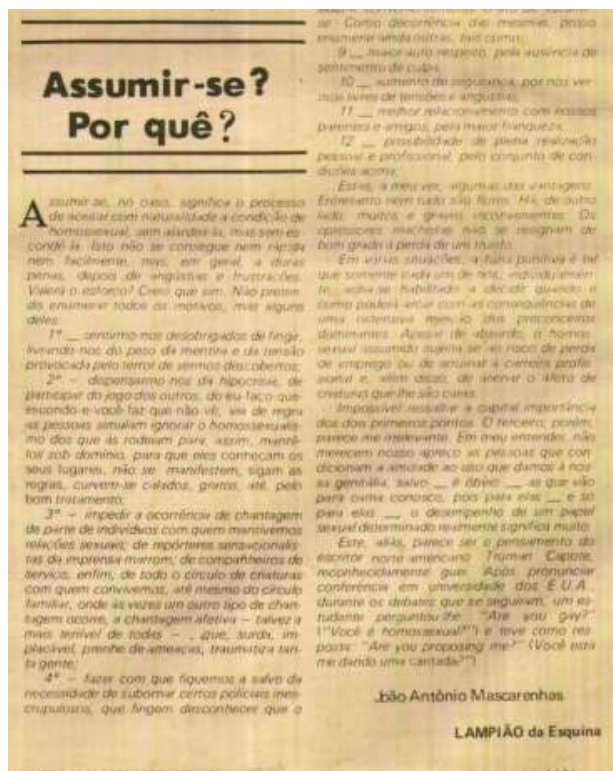 Assumir-se?
Por quê?
Assumir-se, no caso, significa o processo
de aceitar com naturalidade a condição de
homossexual, sem alardeá-la, mas sem es-
condê-la. Isto não se consegue nem rápida
nem facilmente, mas, em geral, a duras
penas, depois de angústias e frustrações.
Valerá o esforço? Creio que sim. Não preten-
do enumerar todos os motivos, mas alguns
deles:
1º — sentirmo-nos desobrigados de fingir,
livrando-nos do peso da mentira e da tensão
provocada pelo terror de sermos descobertos;
2º — dispensarmo-nos da hipocrisia, de
participar do jogo dos outros, do eu-faço-que-
escondo-e-você faz que não vê; via de regra
as pessoas simulam ignorar o homossexualis-
mo dos que as rodeiam para, assim, mantê-
los sob domínio, para que eles conheçam os
seus lugares, não se manifestem, sigam as
regras, curvem-se calados, gratos, até, pelo
bom tratamento;
3º — impedir a ocorrência de chantagem
de parte de indivíduos com quem mantivemos
relações sexuais, de repórteres sensacionalis-
tas da imprensa marrom, de companheiros de
serviço, enfim, de todo o círculo de criaturas
com quem convivemos, até mesmo do círculo
familiar, onde às vezes um outro tipo de chan-
tagem ocorre, a chantagem afetiva — talvez a
mais terrível de todas — , que, surda, im-
placável, prenhe de ameaças, traumatiza tan-
ta gente;
4º — fazer com que fiquemos a salvo da
necessidade de subornar certos policiais ines-
crupulosos, que fingem desconhecer que o
se. Como decorrência das mesmas, posso
enumerar ainda outras, tais como:
9 — maior auto respeito, pela ausência de
sentimento de culpa;
10 — aumento de segurança, por nos ver-
mos livres de tensões e angústias;
11 — melhor relacionamento com nossos
parentes e amigos, pela maior franqueza;
12 — possibilidade de plena realização
pessoal e profissional, pelo conjunto de con-
dições acima.
Estas, a meu ver, algumas das vantagens.
Entretanto nem tudo são flores. Há, de outro
lado, muitos e graves inconvenientes. Os
opressores machistas não se resignam de
bom grado à perda de um trunfo.
Em várias situações, a fúria punitiva é tal
que somente cada um de nós, individualmen-
te, acha-se habilitado a decidir quando e
como poderá arcar com as conseqüências de
uma ostensiva rejeição dos preconceitos
dominantes. Apesar de absurdo, o homos-
sexual assumido sujeita-se ao risco de perda
de emprego ou de arruinar a carreira profis-
sional e, além disso, de alienar o afeto de
criaturas que lhe são caras.
Impossível ressaltar a capital importância
dos dois primeiros pontos. O terceiro, porém,
parece-me irrelevante. Em meu entender, não
merecem nosso apreço as pessoas que con-
dicionam a amizade ao uso que damos à nos-
sa genitália, salvo — é óbvio — as que vão
para cama conosco, pois para elas — e só
para elas — o desempenho de um papel
sexual determinado realmente significa muito.
Este, aliás, parece ser o pensamento do
escritor norte-americano Truman Capote,
reconhecidamente guei. Após pronunciar
conferência em universidade dos E.U.A.,
durante os debates que se seguiram, um es-
tudante perguntou-lhe: "Are you gay?"
("Você é homossexual?") e teve como res-
posta: "Are you proposing me?" (Você está
me dando uma cantada?")
João Antônio Mascarenhas
LAMPIÃO da Esquina